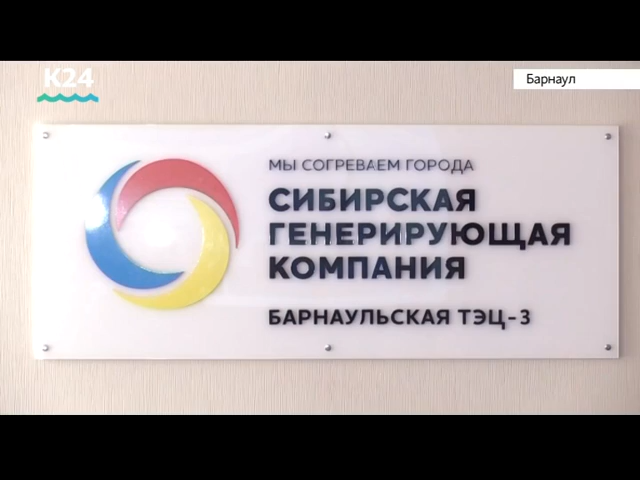 К24
Барнаул
МЫ СОГРЕВАЕМ ГОРОДА
СИБИРСКАЯ
ГЕНЕРИРУЮЩАЯ
КОМПАНИЯ
БАРНАУЛЬСКАЯ ТЭЦ-3